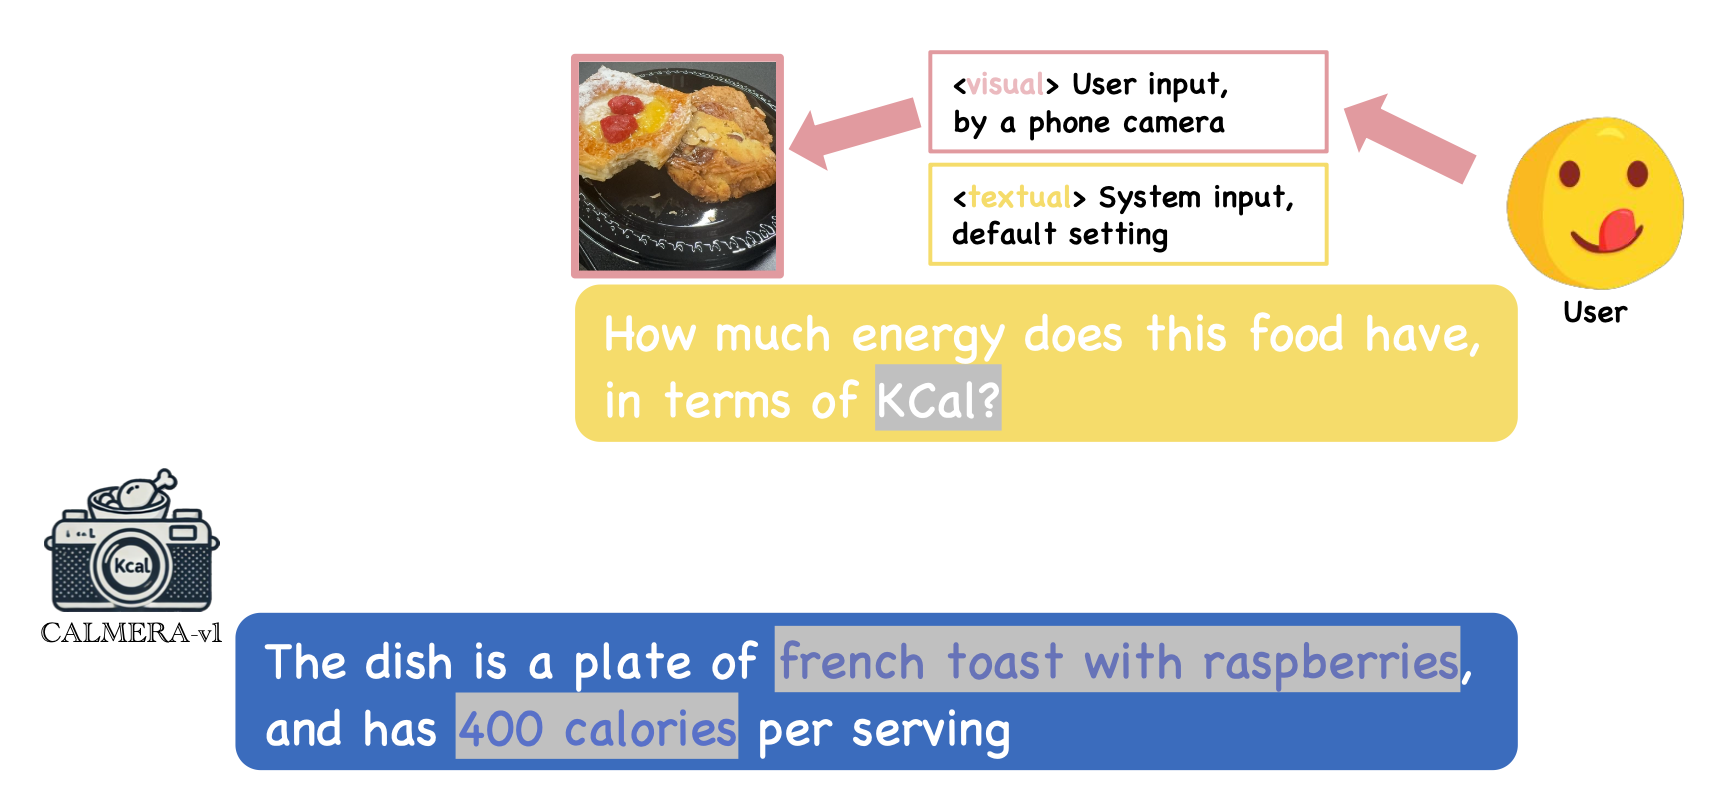 <visual> User input,
by a phone camera
<textual> System input,
default setting
User
How much energy does this food have,
in terms of KCal?
Kcal
CALMERA-v1
The dish is a plate of french toast with raspberries,
and has 400 calories per serving